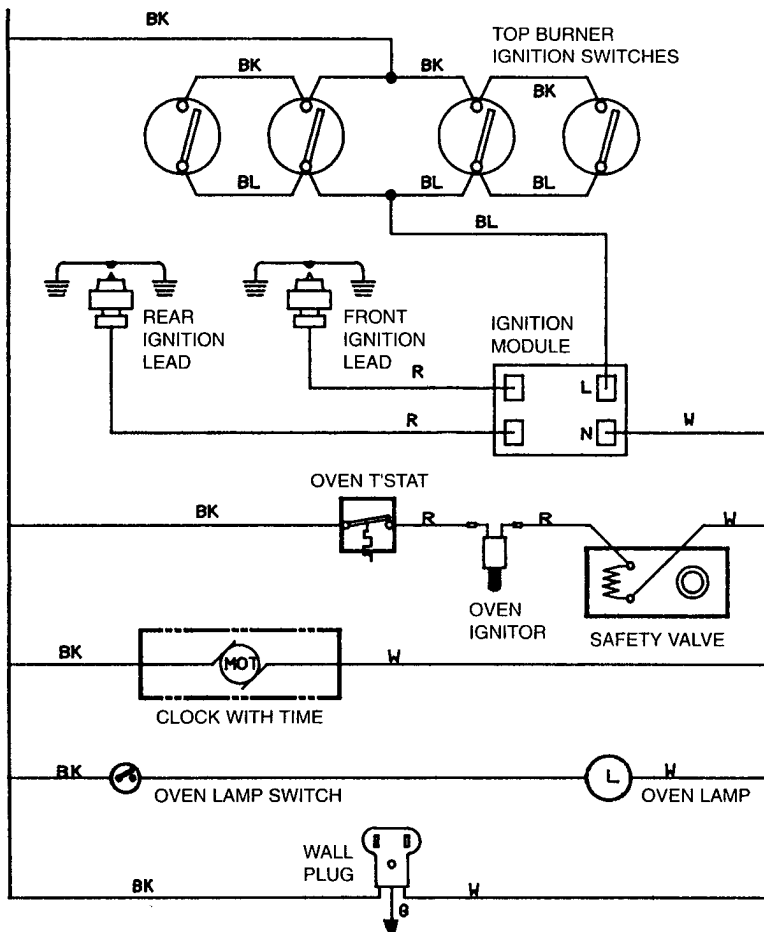 BK
TOP BURNER
IGNITION SWITCHES
BK
BK
BK
BL
BL
BL
BL
REAR
IGNITION
LEAD
FRONT
IGNITION
LEAD
IGNITION
MODULE
R
L
R
N
W
OVEN T'STAT
BK
R
R
W
OVEN
IGNITOR
SAFETY VALVE
BK
MOT
W
CLOCK WITH TIME
BK
L
W
OVEN LAMP SWITCH
OVEN LAMP
WALL
PLUG
BK
W
G